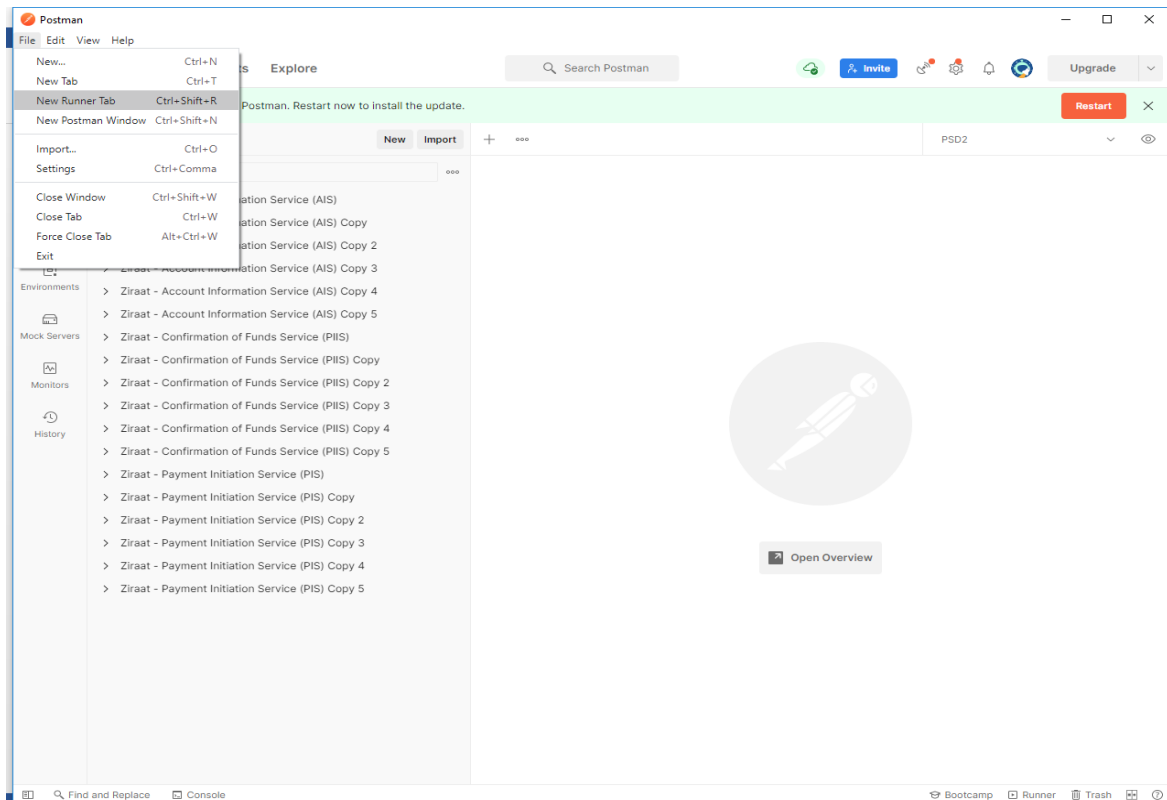 Postman
File Edit View Help
New... Ctrl+N
New Tab Ctrl+T
New Runner Tab Ctrl+Shift+R
New Postman Window Ctrl+Shift+N
Import... Ctrl+O
Settings Ctrl+Comma
Close Window Ctrl+Shift+W
Close Tab Ctrl+W
Force Close Tab Alt+Ctrl+W
Exit
Explore
Search Postman
Invite
Upgrade
Postman. Restart now to install the update.
Restart
New Import
PSD2
Environments
Mock Servers
Monitors
History
(AIS)
Service (AIS) Copy
Service (AIS) Copy 2
Ziraat - Account Information Service (AIS) Copy 3
Ziraat - Account Information Service (AIS) Copy 4
Ziraat - Account Information Service (AIS) Copy 5
Ziraat - Confirmation of Funds Service (PIIS)
Ziraat - Confirmation of Funds Service (PIIS) Copy
Ziraat - Confirmation of Funds Service (PIIS) Copy 2
Ziraat - Confirmation of Funds Service (PIIS) Copy 3
Ziraat - Confirmation of Funds Service (PIIS) Copy 4
Ziraat - Confirmation of Funds Service (PIIS) Copy 5
Ziraat - Payment Initiation Service (PIS)
Ziraat - Payment Initiation Service (PIS) Copy
Ziraat - Payment Initiation Service (PIS) Copy 2
Ziraat - Payment Initiation Service (PIS) Copy 3
Ziraat - Payment Initiation Service (PIS) Copy 4
Ziraat - Payment Initiation Service (PIS) Copy 5
Open Overview
Find and Replace Console
Bootcamp Runner Trash